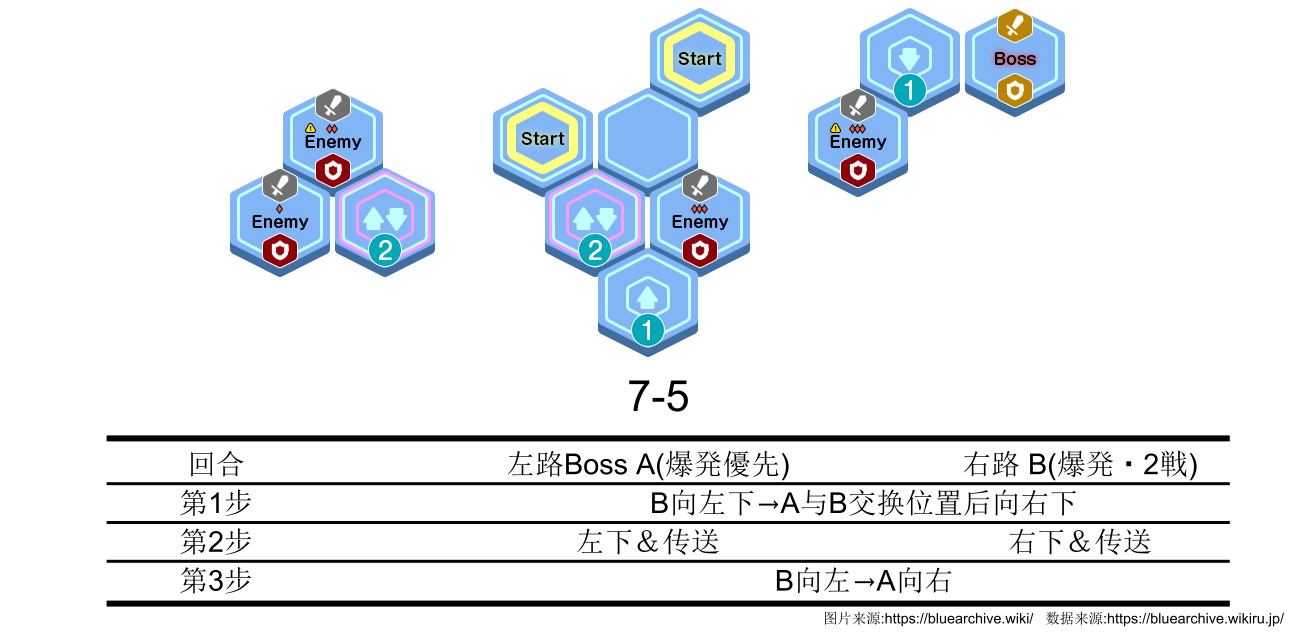 Start
1
Boss
Enemy
Start
Enemy
Enemy
2
2
Enemy
1
7-5
回合 左路Boss A(爆発優先) 右路 B(爆発・2戦)
第1步 B向左下→A与B交换位置后向右下
第2步 左下＆传送 右下＆传送
第3步 B向左→A向右
图片来源:https://bluearchive.wiki/ 数据来源:https://bluearchive.wikiru.jp/